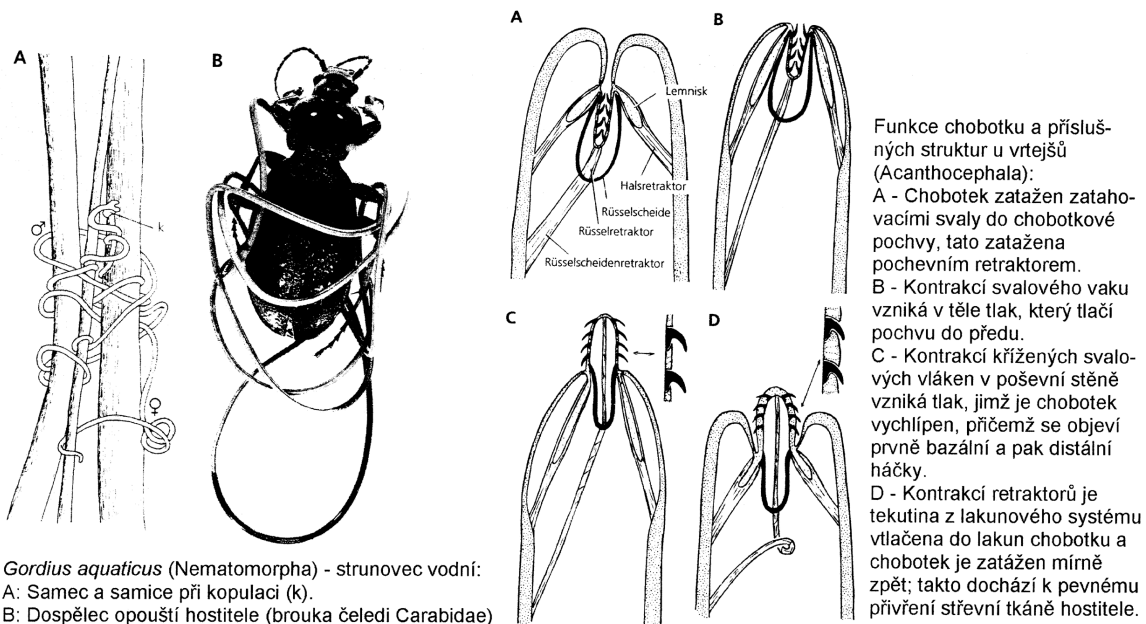 A
B
♂
k
♀
Gordius aquaticus (Nematomorpha) - strunovec vodní:
A: Samec a samice při kopulaci (k).
B: Dospělec opouští hostitele (brouka čeledi Carabidae)
A
B
Lemnisk
Halsretraktor
Rüsselscheide
Rüsselretraktor
Rüsselscheidenretraktor
C
D
Funkce chobotku a přísluš-
ných struktur u vrtejšů
(Acanthocephala):
A - Chobotek zatažen zataho-
vacími svaly do chobotkové
pochvy, tato zatažena
pochevním retraktorem.
B - Kontrakcí svalového vaku
vzniká v těle tlak, který tlačí
pochvu do předu.
C - Kontrakcí křížených svalo-
vých vláken v poševní stěně
vzniká tlak, jimž je chobotek
vychlípen, přičemž se objeví
prvně bazální a pak distální
háčky.
D - Kontrakcí retraktorů je
tekutina z lakunového systému
vtlačena do lakun chobotku a
chobotek je zatážen mírně
zpět; takto dochází k pevnému
přivření střevní tkáně hostitele.